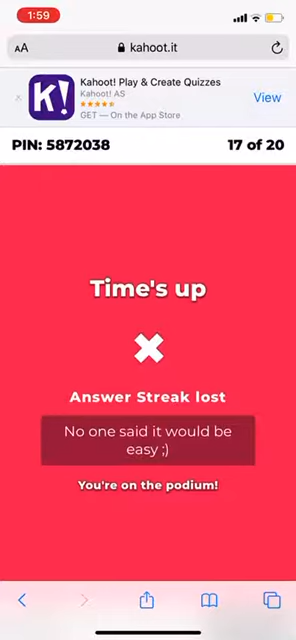 1:59
AA
kahoot.it
K!
Kahoot! Play & Create Quizzes
Kahoot! AS
GET — On the App Store
View
PIN: 5872038
17 of 20
Time's up
Answer Streak lost
No one said it would be
easy ;)
You're on the podium!